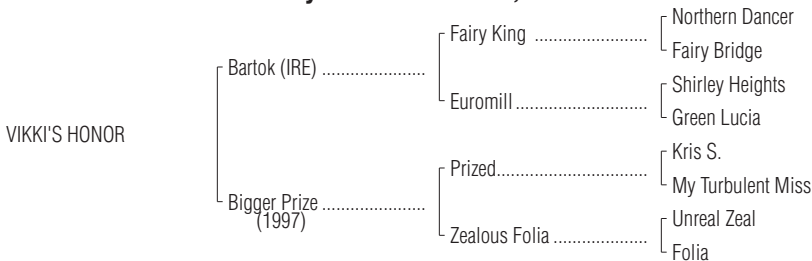 Northern Dancer
Fairy King ........................
Fairy Bridge
Bartok (IRE) ......................
Shirley Heights
Euromill............................
Green Lucia
VIKKI'S HONOR
Kris S.
Prized................................
My Turbulent Miss
Bigger Prize ......................
(1997)
Unreal Zeal
Zealous Folia ....................
Folia